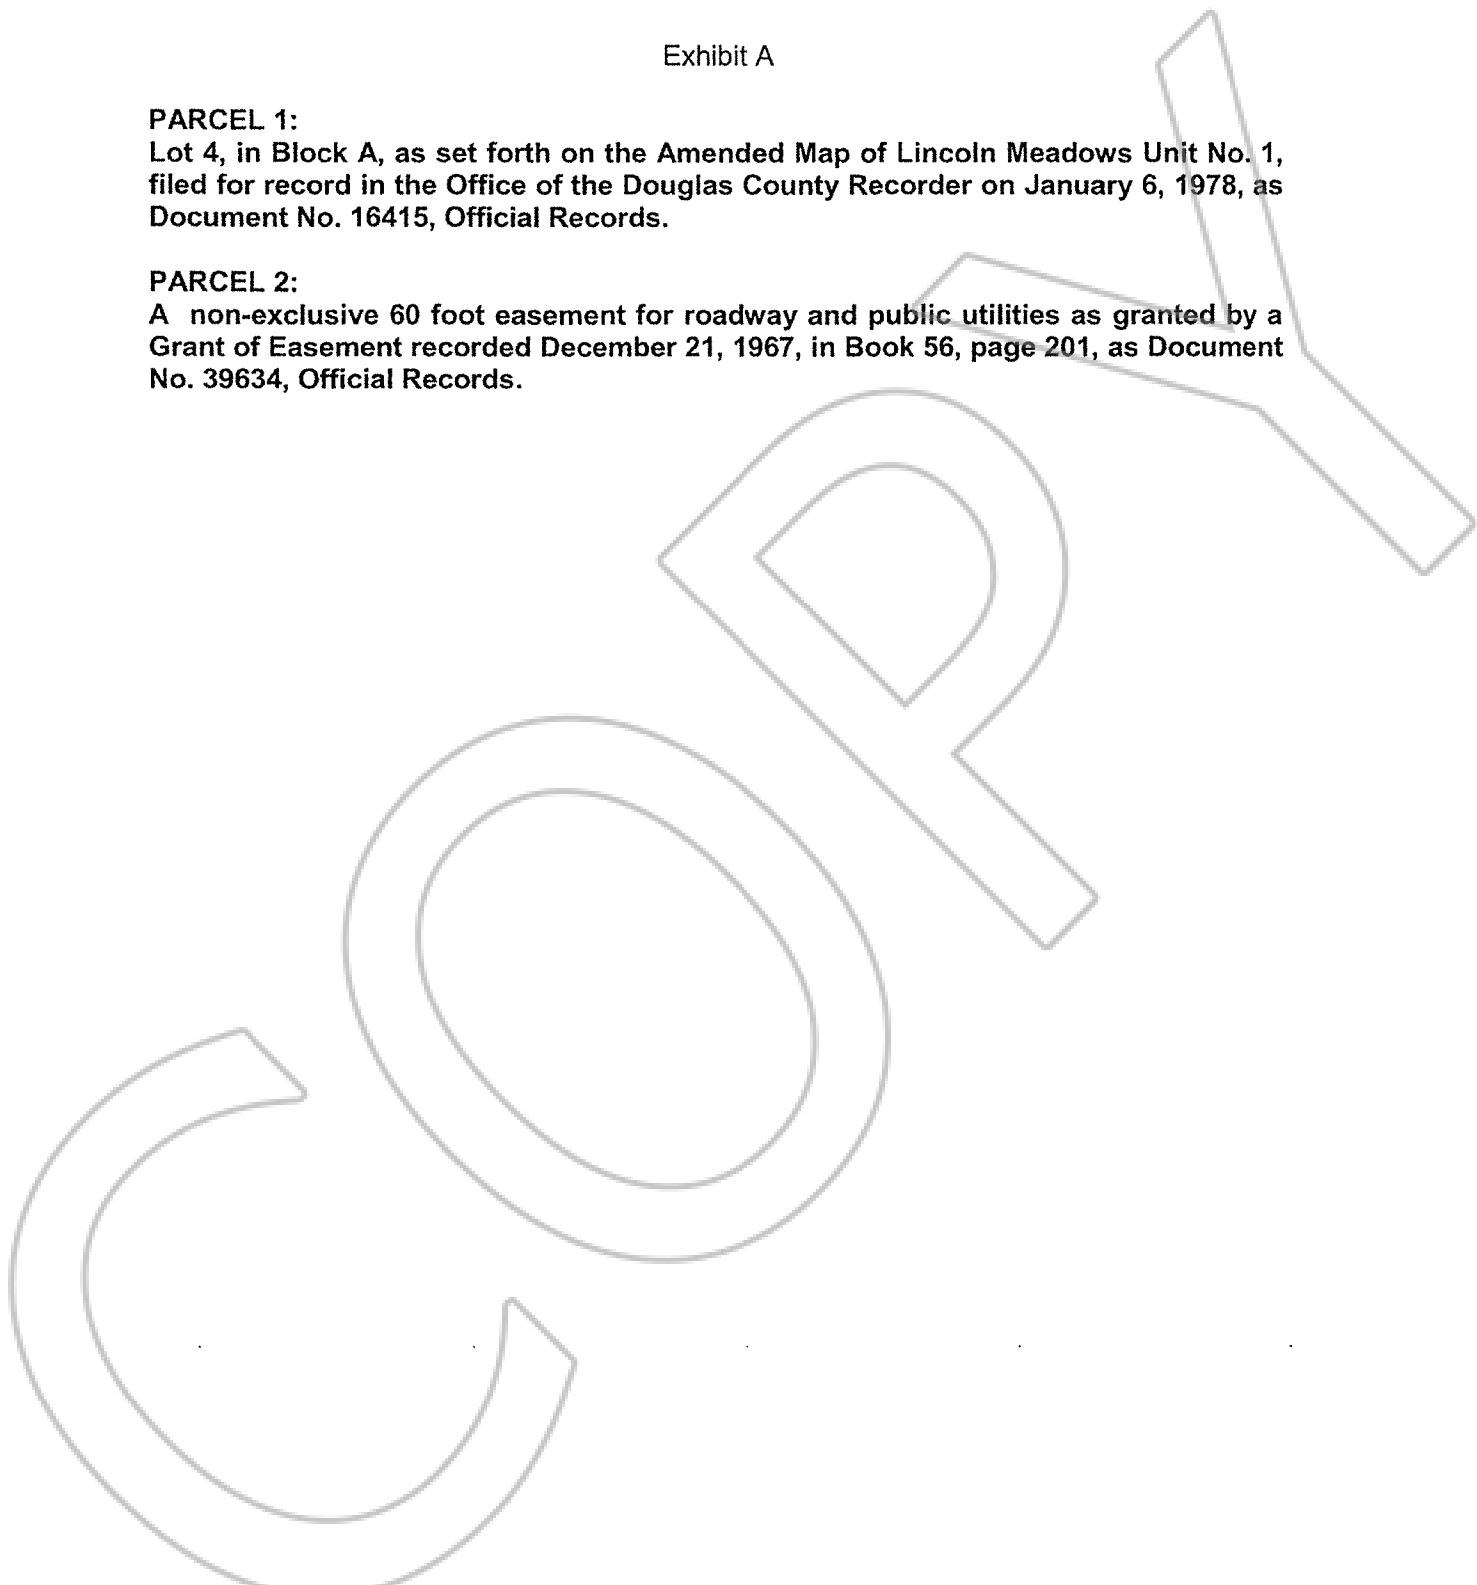 Exhibit A
PARCEL 1:
Lot 4, in Block A, as set forth on the Amended Map of Lincoln Meadows Unit No. 1,
filed for record in the Office of the Douglas County Recorder on January 6, 1978, as
Document No. 16415, Official Records.
PARCEL 2:
A non-exclusive 60 foot easement for roadway and public utilities as granted by a
Grant of Easement recorded December 21, 1967, in Book 56, page 201, as Document
No. 39634, Official Records.
COPY